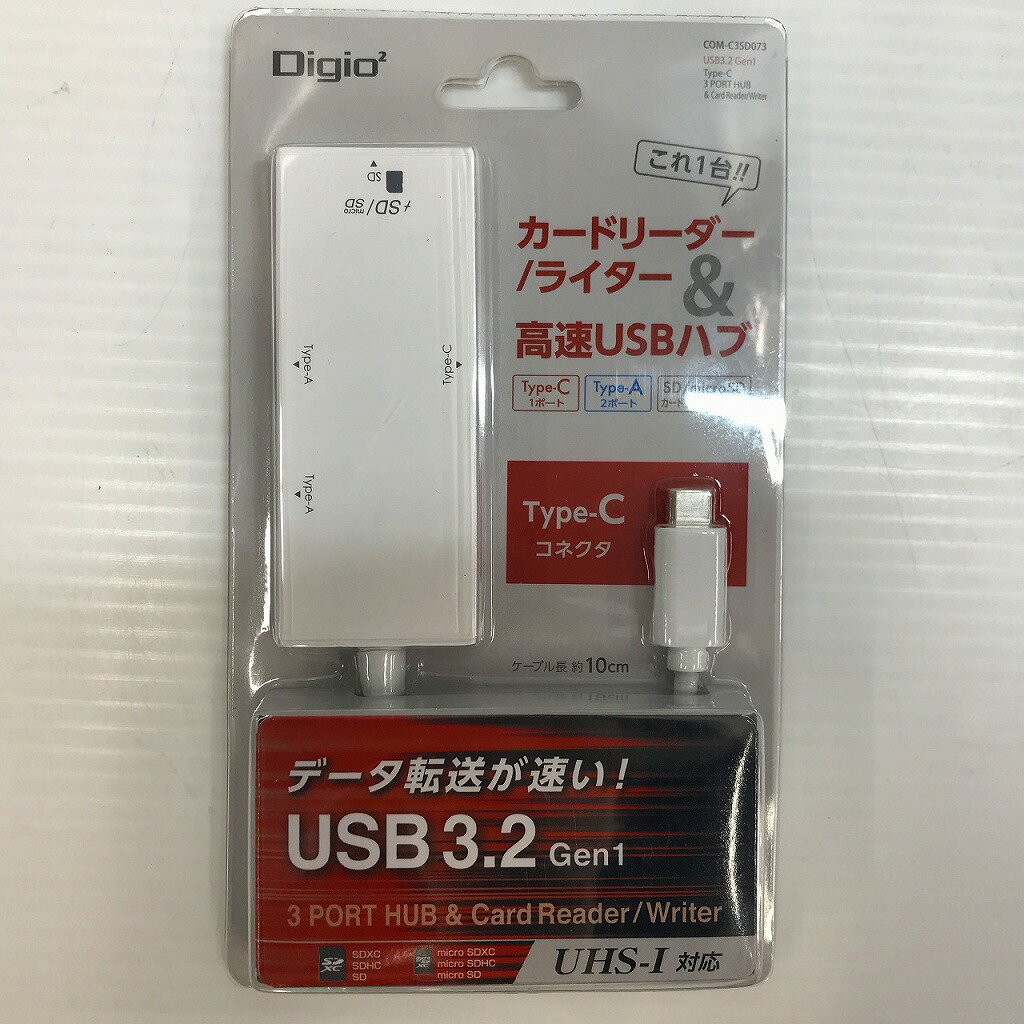 Digio²
COM-C3SD073
USB3.2 Gen1
Type-C
3 PORT HUB
& Card Reader/Writer
これ1台!!
カードリーダー
/ライター
&
高速USBハブ
Type-C
1ポート
Type-A
2ポート
SD/microSD
カード
SD
SD/micro SD
Type-A
Type-C
Type-A
Type-C
コネクタ
ケーブル長 約10cm
データ転送が速い!
USB 3.2 Gen1
3 PORT HUB & Card Reader/Writer
SD
XC
SDXC
SDHC
SD
micro SDXC
micro SDHC
micro SD
UHS-I 対応